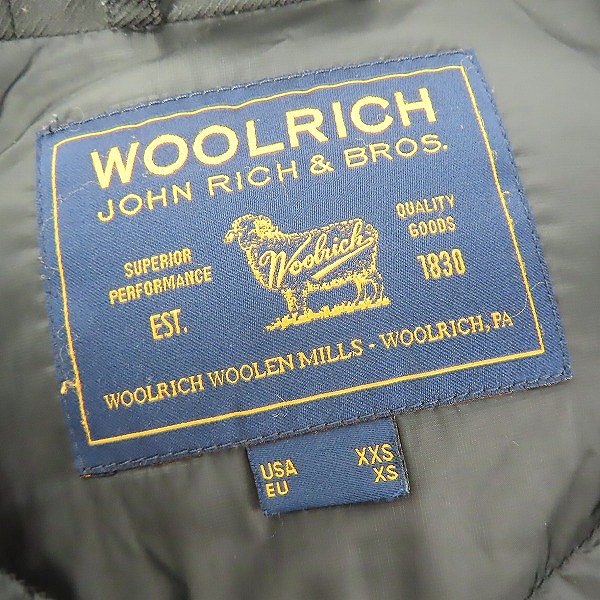 WOOLRICH
JOHN RICH & BROS.
SUPERIOR
PERFORMANCE
EST.
Woolrich
QUALITY
GOODS
1830
WOOLRICH WOOLEN MILLS - WOOLRICH, PA
USA XXS
EU XS